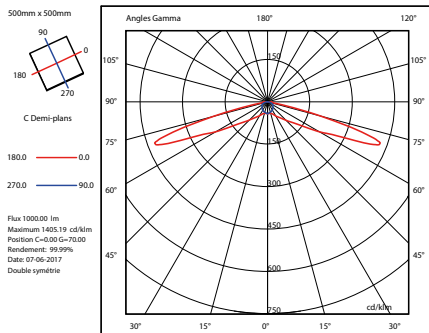 500mm x 500mm
90
0
180
270
C Demi-plans
180.0 0.0
270.0 90.0
Flux 1000.00 lm
Maximum 1405.19 cd/klm
Position C=0.00 G=70.00
Rendement: 99.99%
Date: 07-06-2017
Double symétrie
Angles Gamma 180° 120°
105° 150 105°
90° 90°
75° 150 75°
60° 300 60°
45° 450 45°
600
750 cd/klm
30° 15° 0° 15° 30°